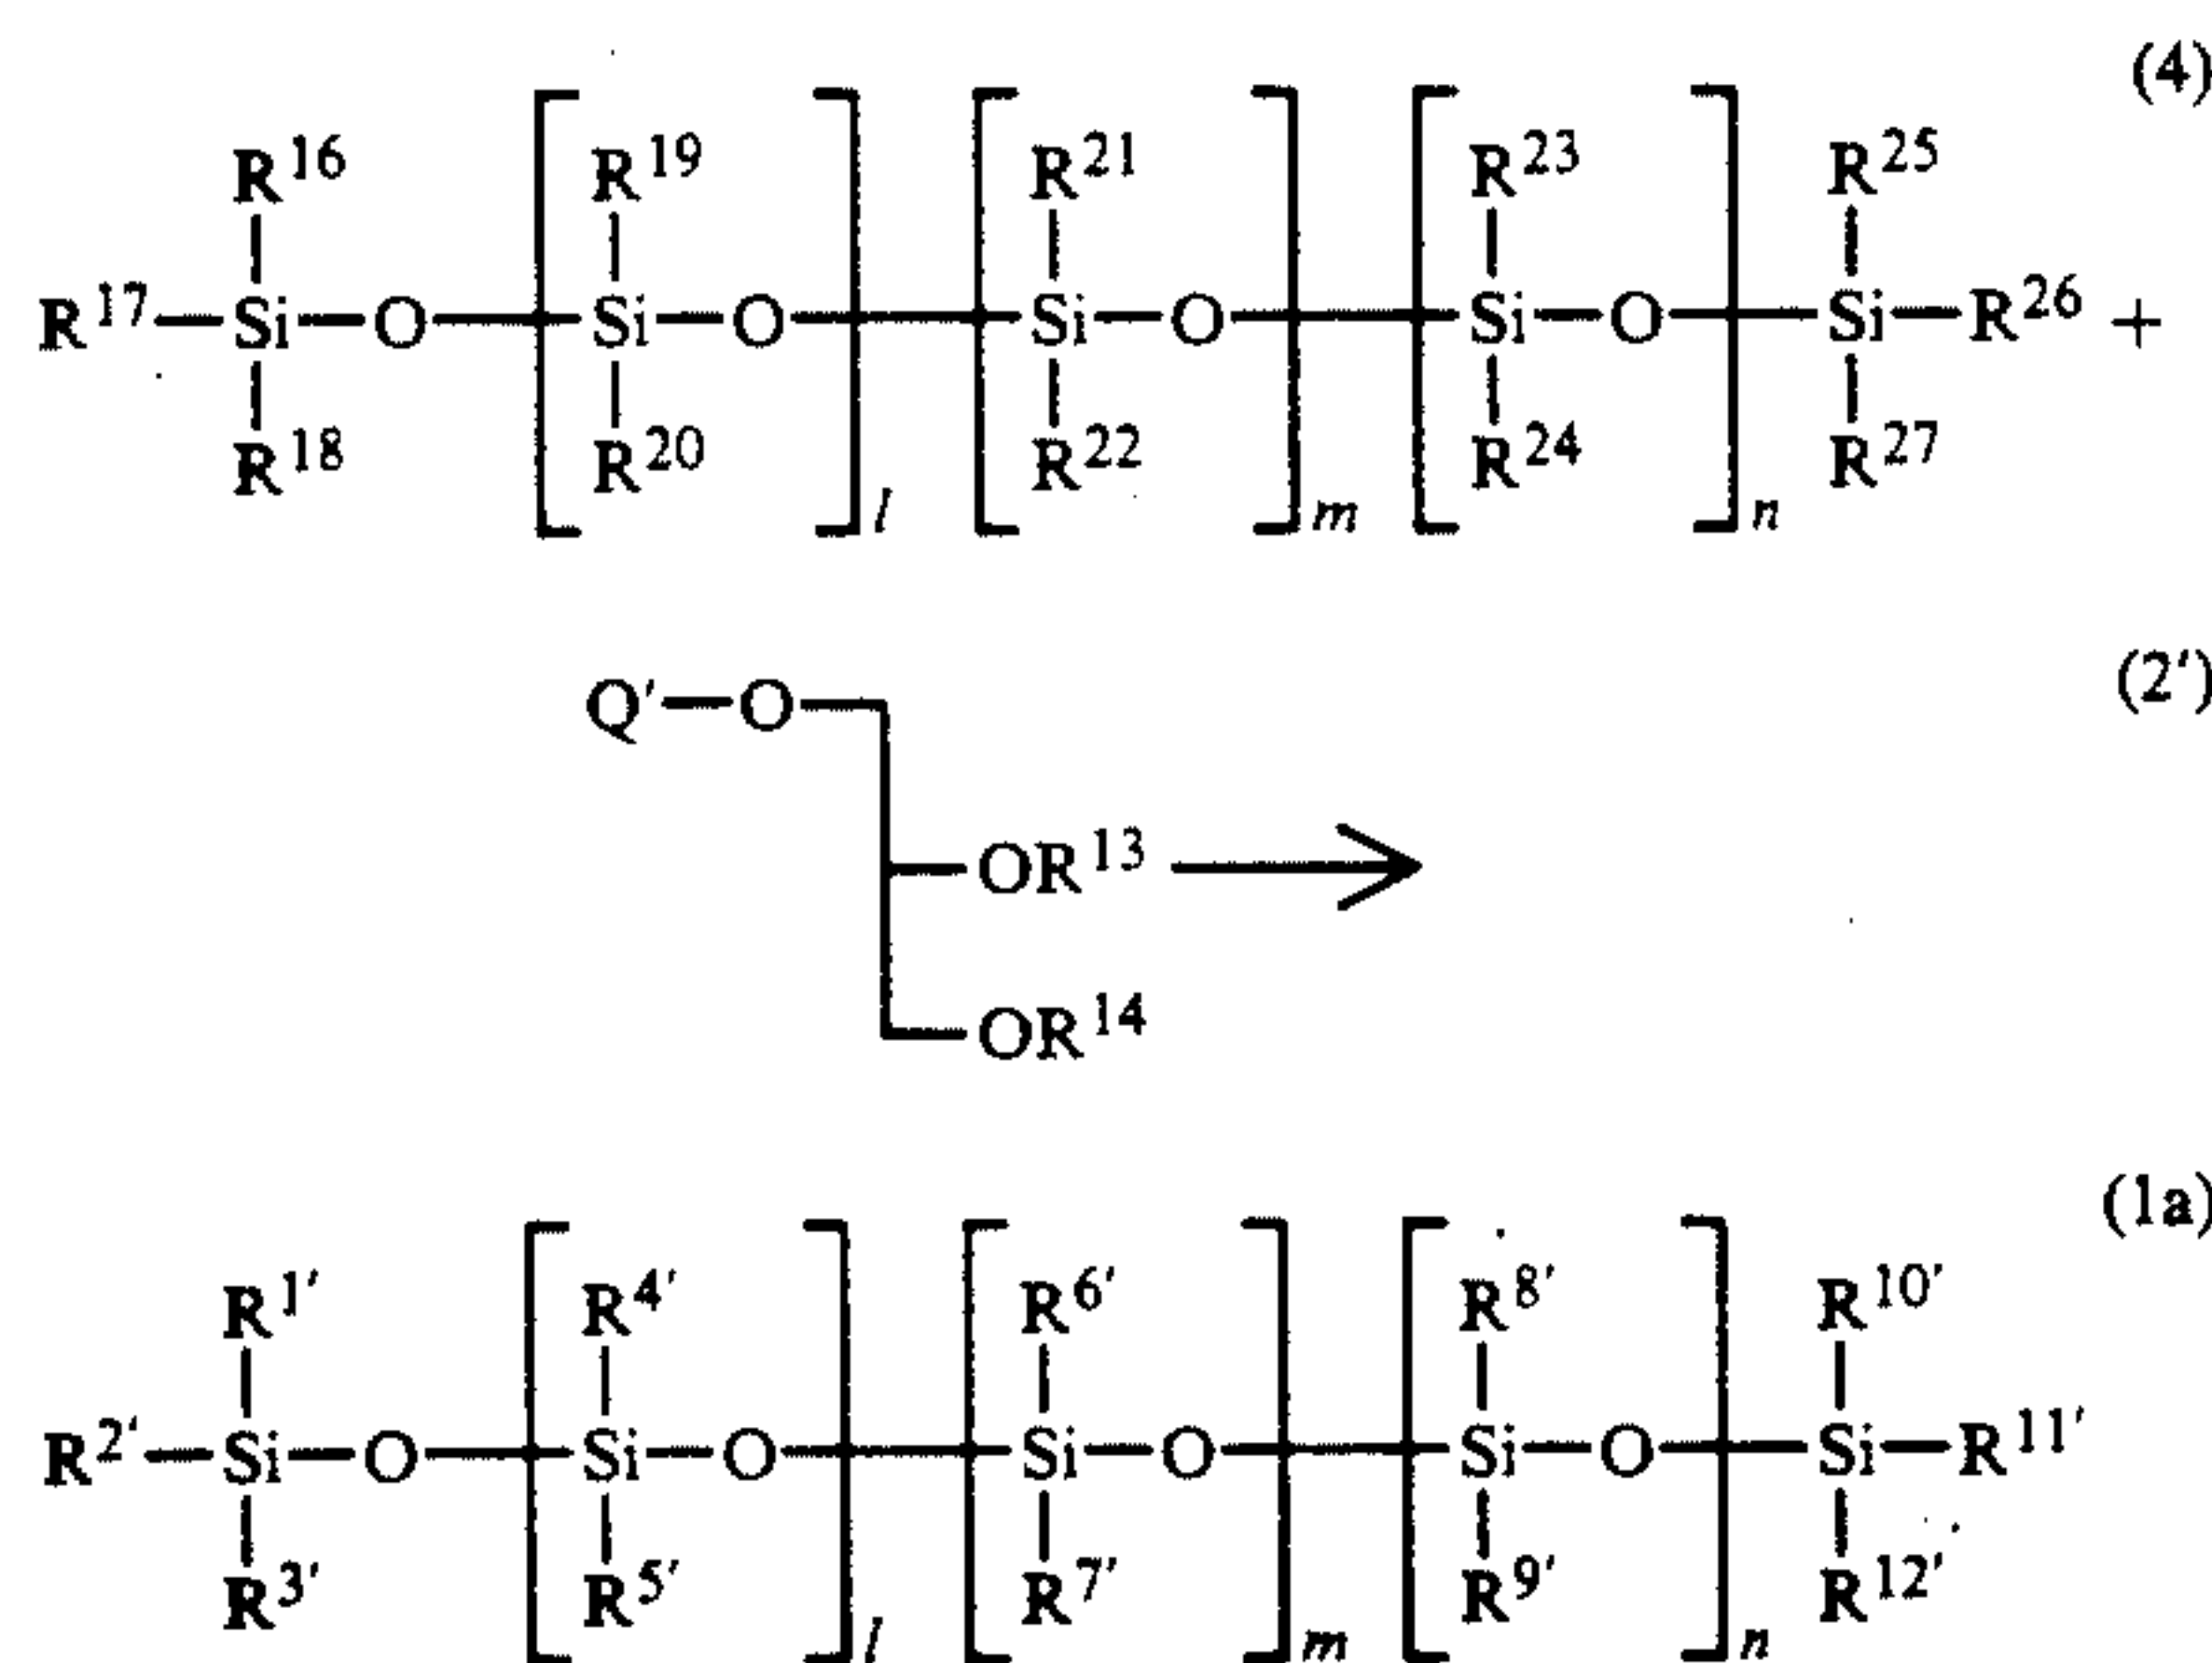 (4)
R16 R19 R21 R23 R25
R17—Si—O—[Si—O]l—[Si—O]m—[Si—O]n—Si—R26 +
R18 R20 R22 R24 R27
(2')
Q'—O
OR13 →
OR14
(1a)
R1' R4' R6' R8' R10'
R2'—Si—O—[Si—O]l—[Si—O]m—[Si—O]n—Si—R11'
R3' R5' R7' R9' R12'